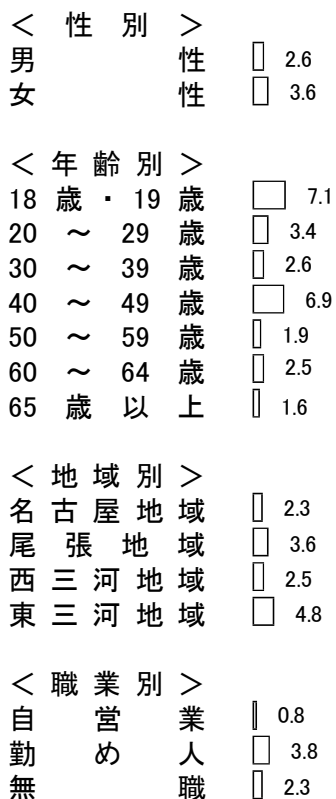 ＜ 性 別 ＞
男 性 2.6
女 性 3.6
＜ 年 齢 別 ＞
18 歳 ・ 19 歳 7.1
20 ～ 29 歳 3.4
30 ～ 39 歳 2.6
40 ～ 49 歳 6.9
50 ～ 59 歳 1.9
60 ～ 64 歳 2.5
65 歳 以 上 1.6
＜ 地 域 別 ＞
名 古 屋 地 域 2.3
尾 張 地 域 3.6
西 三 河 地 域 2.5
東 三 河 地 域 4.8
＜ 職 業 別 ＞
自 営 業 0.8
勤 め 人 3.8
無 職 2.3